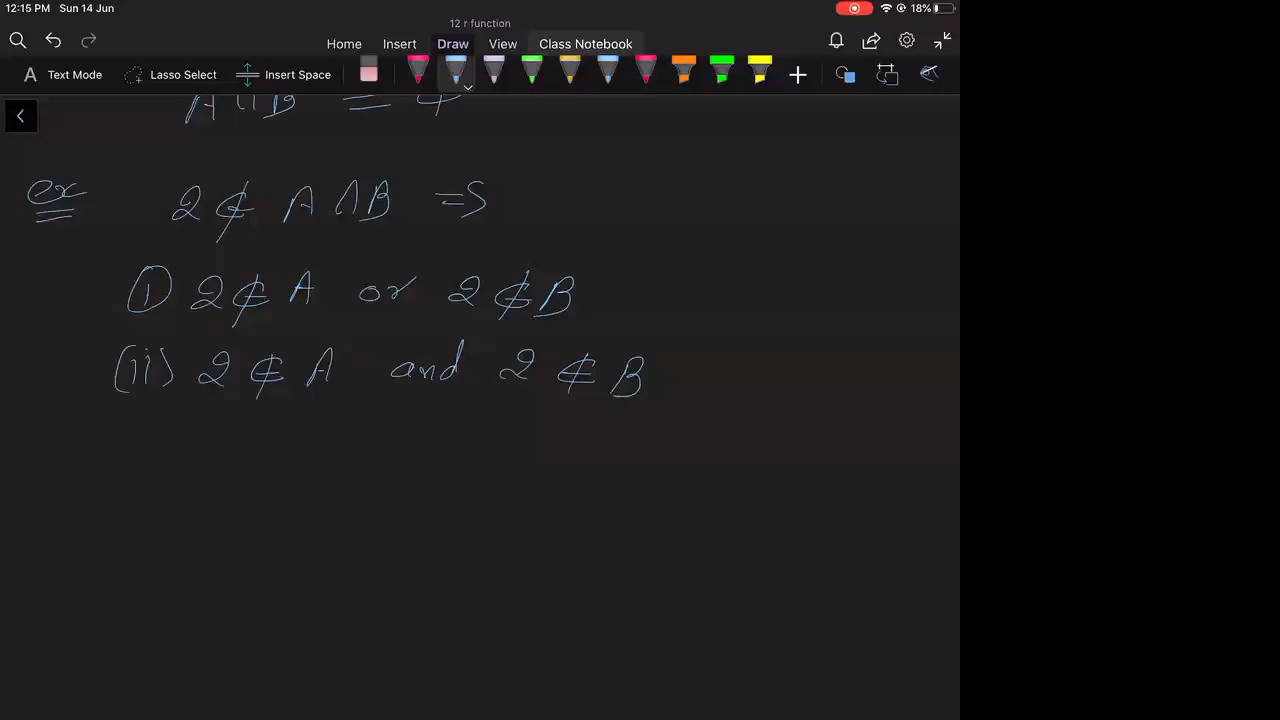 12:15 PM Sun 14 Jun 18%
12 r function
Home Insert Draw View Class Notebook
A Text Mode Lasso Select Insert Space
A ∩ B = φ
ex 2 ∉ A ∩ B ⇒
(i) 2 ∉ A or 2 ∉ B
(ii) 2 ∉ A and 2 ∉ B